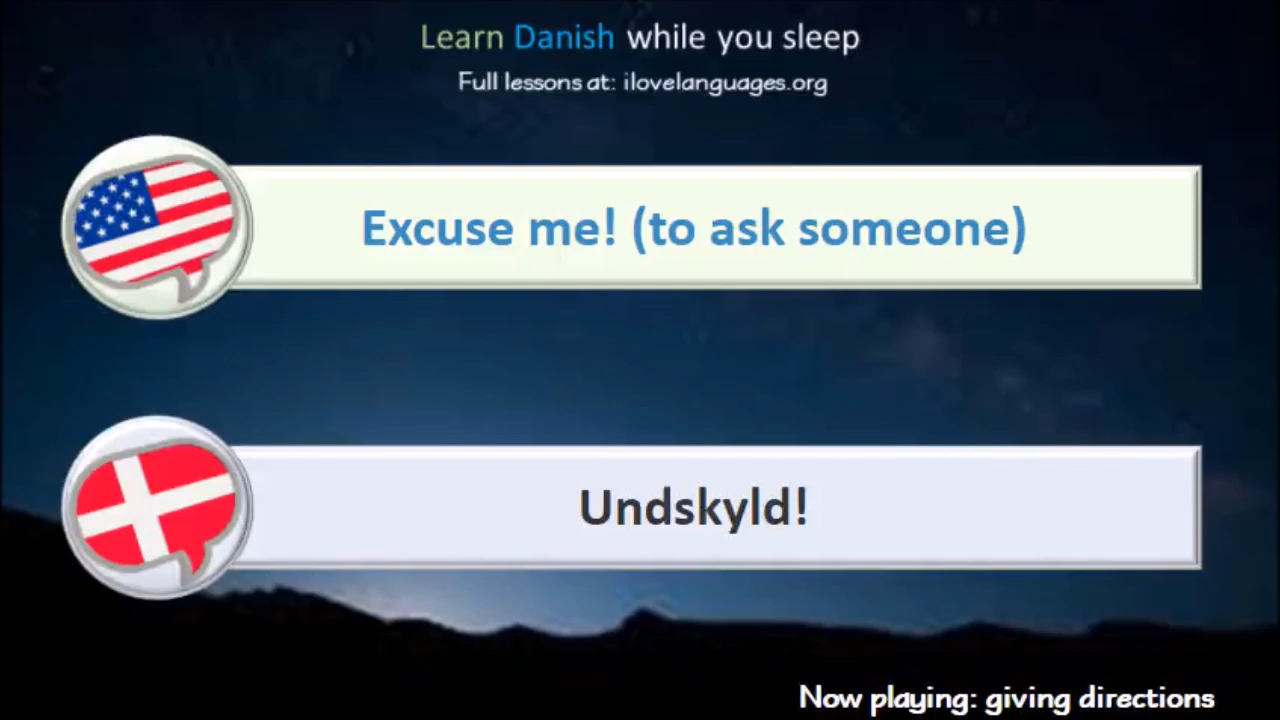 Learn Danish while you sleep
Full lessons at: ilovelanguages.org
Excuse me! (to ask someone)
Undskyld!
Now playing: giving directions